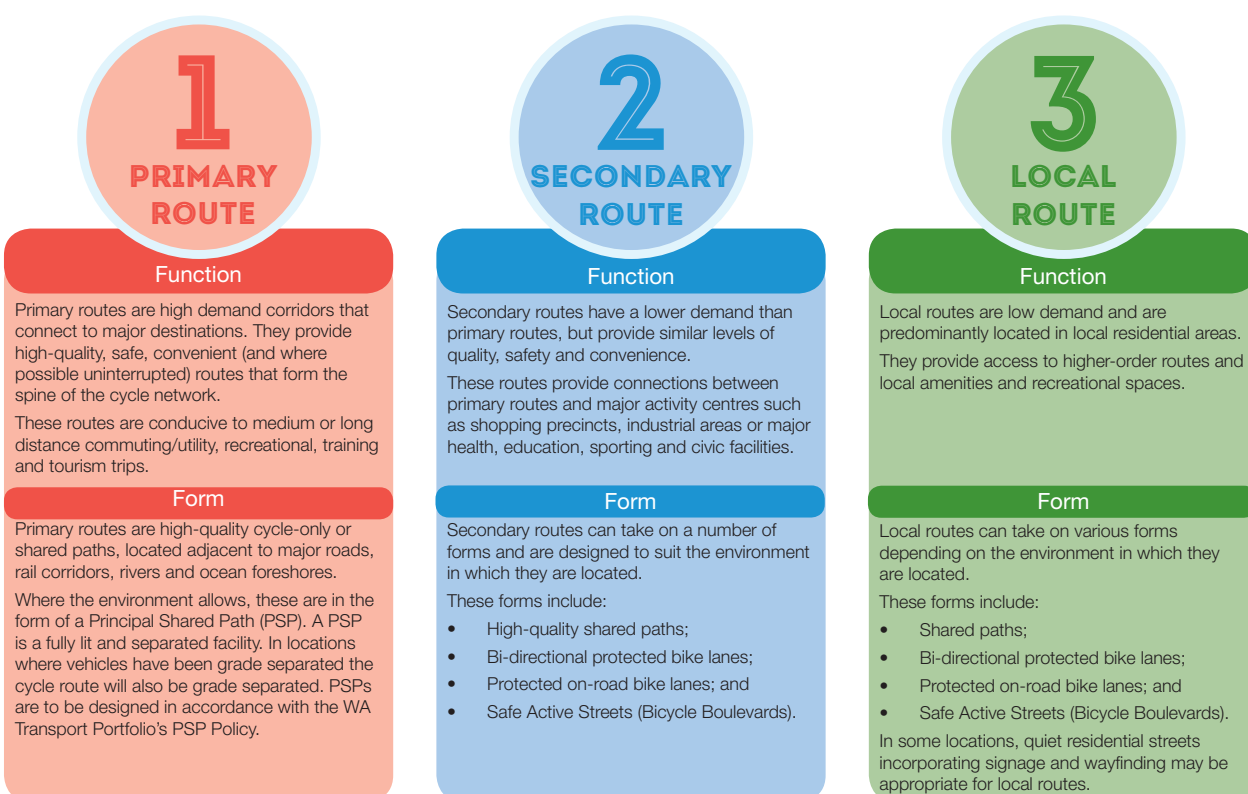 1
PRIMARY
ROUTE
Function
Primary routes are high demand corridors that
connect to major destinations. They provide
high-quality, safe, convenient (and where
possible uninterrupted) routes that form the
spine of the cycle network.
These routes are conducive to medium or long
distance commuting/utility, recreational, training
and tourism trips.
Form
Primary routes are high-quality cycle-only or
shared paths, located adjacent to major roads,
rail corridors, rivers and ocean foreshores.
Where the environment allows, these are in the
form of a Principal Shared Path (PSP). A PSP
is a fully lit and separated facility. In locations
where vehicles have been grade separated the
cycle route will also be grade separated. PSPs
are to be designed in accordance with the WA
Transport Portfolio's PSP Policy.
2
SECONDARY
ROUTE
Function
Secondary routes have a lower demand than
primary routes, but provide similar levels of
quality, safety and convenience.
These routes provide connections between
primary routes and major activity centres such
as shopping precincts, industrial areas or major
health, education, sporting and civic facilities.
Form
Secondary routes can take on a number of
forms and are designed to suit the environment
in which they are located.
These forms include:
• High-quality shared paths;
• Bi-directional protected bike lanes;
• Protected on-road bike lanes; and
• Safe Active Streets (Bicycle Boulevards).
3
LOCAL
ROUTE
Function
Local routes are low demand and are
predominantly located in local residential areas.
They provide access to higher-order routes and
local amenities and recreational spaces.
Form
Local routes can take on various forms
depending on the environment in which they
are located.
These forms include:
• Shared paths;
• Bi-directional protected bike lanes;
• Protected on-road bike lanes; and
• Safe Active Streets (Bicycle Boulevards).
In some locations, quiet residential streets
incorporating signage and wayfinding may be
appropriate for local routes.